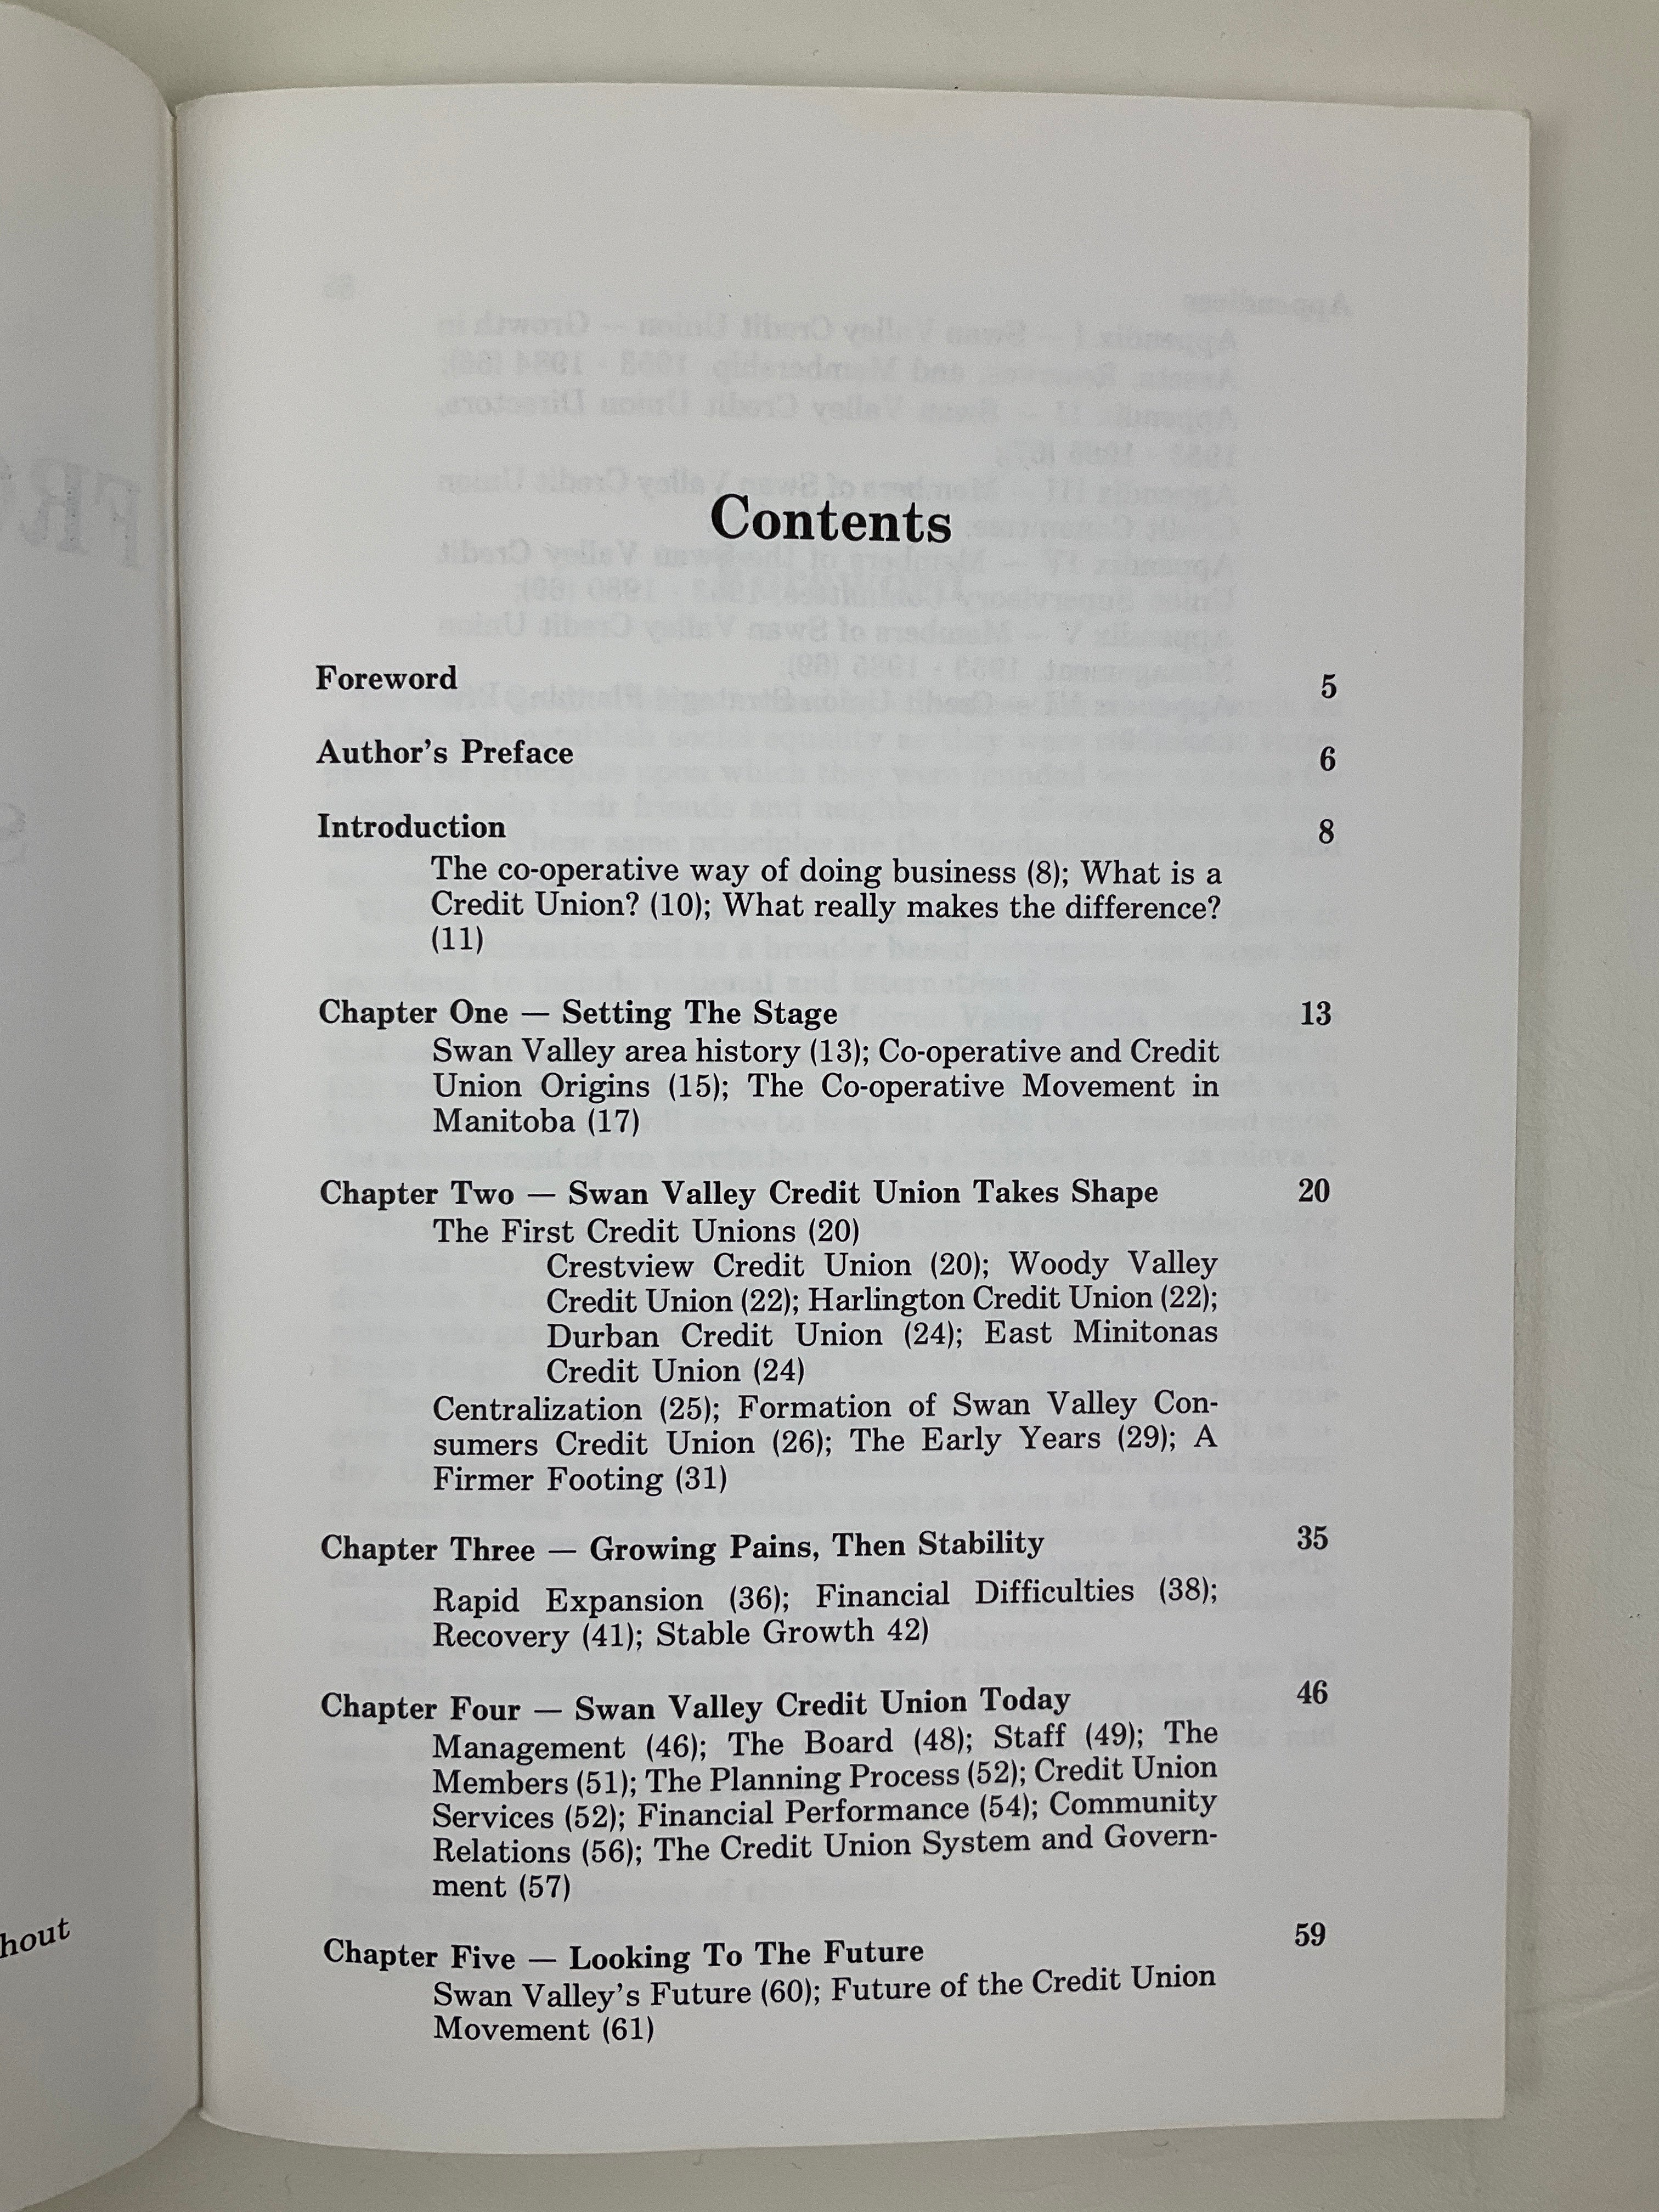 hout
Contents
Foreword 5
Author's Preface 6
Introduction 8
The co-operative way of doing business (8); What is a
Credit Union? (10); What really makes the difference?
(11)
Chapter One — Setting The Stage 13
Swan Valley area history (13); Co-operative and Credit
Union Origins (15); The Co-operative Movement in
Manitoba (17)
Chapter Two — Swan Valley Credit Union Takes Shape 20
The First Credit Unions (20)
Crestview Credit Union (20); Woody Valley
Credit Union (22); Harlington Credit Union (22);
Durban Credit Union (24); East Minitonas
Credit Union (24)
Centralization (25); Formation of Swan Valley Con-
sumers Credit Union (26); The Early Years (29); A
Firmer Footing (31)
Chapter Three — Growing Pains, Then Stability 35
Rapid Expansion (36); Financial Difficulties (38);
Recovery (41); Stable Growth 42)
Chapter Four — Swan Valley Credit Union Today 46
Management (46); The Board (48); Staff (49); The
Members (51); The Planning Process (52); Credit Union
Services (52); Financial Performance (54); Community
Relations (56); The Credit Union System and Govern-
ment (57)
Chapter Five — Looking To The Future 59
Swan Valley's Future (60); Future of the Credit Union
Movement (61)